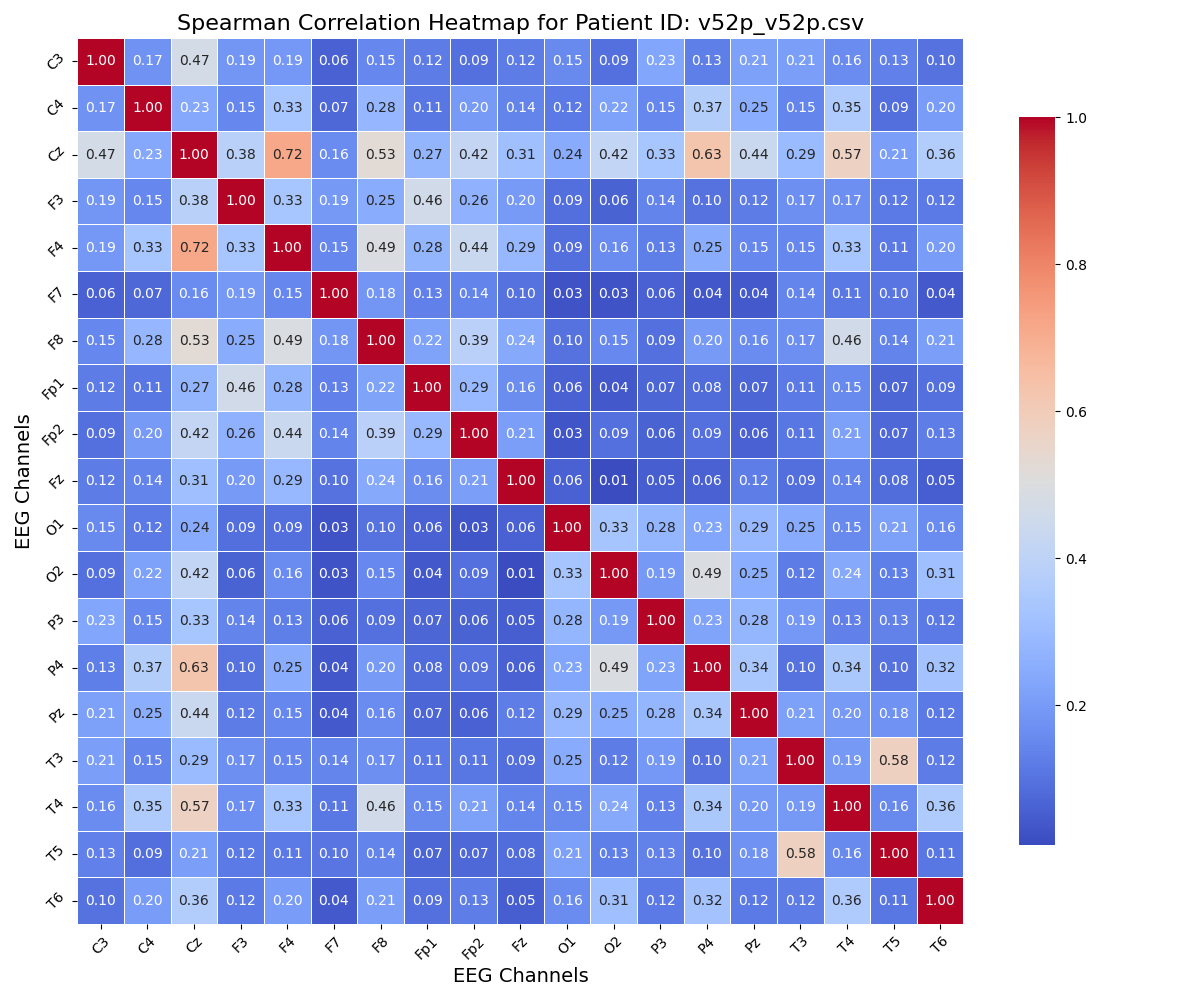 Spearman Correlation Heatmap for Patient ID: v52p_v52p.csv
C3 1.00 0.17 0.47 0.19 0.19 0.06 0.15 0.12 0.09 0.12 0.15 0.09 0.23 0.13 0.21 0.21 0.16 0.13 0.10
C4 0.17 1.00 0.23 0.15 0.33 0.07 0.28 0.11 0.20 0.14 0.12 0.22 0.15 0.37 0.25 0.15 0.35 0.09 0.20
Cz 0.47 0.23 1.00 0.38 0.72 0.16 0.53 0.27 0.42 0.31 0.24 0.42 0.33 0.63 0.44 0.29 0.57 0.21 0.36
F3 0.19 0.15 0.38 1.00 0.33 0.19 0.25 0.46 0.26 0.20 0.09 0.06 0.14 0.10 0.12 0.17 0.17 0.12 0.12
F4 0.19 0.33 0.72 0.33 1.00 0.15 0.49 0.28 0.44 0.29 0.09 0.16 0.13 0.25 0.15 0.15 0.33 0.11 0.20
F7 0.06 0.07 0.16 0.19 0.15 1.00 0.18 0.13 0.14 0.10 0.03 0.03 0.06 0.04 0.04 0.14 0.11 0.10 0.04
F8 0.15 0.28 0.53 0.25 0.49 0.18 1.00 0.22 0.39 0.24 0.10 0.15 0.09 0.20 0.16 0.17 0.46 0.14 0.21
Fp1 0.12 0.11 0.27 0.46 0.28 0.13 0.22 1.00 0.29 0.16 0.06 0.04 0.07 0.08 0.07 0.11 0.15 0.07 0.09
Fp2 0.09 0.20 0.42 0.26 0.44 0.14 0.39 0.29 1.00 0.21 0.03 0.09 0.06 0.09 0.06 0.11 0.21 0.07 0.13
Fz 0.12 0.14 0.31 0.20 0.29 0.10 0.24 0.16 0.21 1.00 0.06 0.01 0.05 0.06 0.12 0.09 0.14 0.08 0.05
O1 0.15 0.12 0.24 0.09 0.09 0.03 0.10 0.06 0.03 0.06 1.00 0.33 0.28 0.23 0.29 0.25 0.15 0.21 0.16
O2 0.09 0.22 0.42 0.06 0.16 0.03 0.15 0.04 0.09 0.01 0.33 1.00 0.19 0.49 0.25 0.12 0.24 0.13 0.31
P3 0.23 0.15 0.33 0.14 0.13 0.06 0.09 0.07 0.06 0.05 0.28 0.19 1.00 0.23 0.28 0.19 0.13 0.13 0.12
P4 0.13 0.37 0.63 0.10 0.25 0.04 0.20 0.08 0.09 0.06 0.23 0.49 0.23 1.00 0.34 0.10 0.34 0.10 0.32
Pz 0.21 0.25 0.44 0.12 0.15 0.04 0.16 0.07 0.06 0.12 0.29 0.25 0.28 0.34 1.00 0.21 0.20 0.18 0.12
T3 0.21 0.15 0.29 0.17 0.15 0.14 0.17 0.11 0.11 0.09 0.25 0.12 0.19 0.10 0.21 1.00 0.19 0.58 0.12
T4 0.16 0.35 0.57 0.17 0.33 0.11 0.46 0.15 0.21 0.14 0.15 0.24 0.13 0.34 0.20 0.19 1.00 0.16 0.36
T5 0.13 0.09 0.21 0.12 0.11 0.10 0.14 0.07 0.07 0.08 0.21 0.13 0.13 0.10 0.18 0.58 0.16 1.00 0.11
T6 0.10 0.20 0.36 0.12 0.20 0.04 0.21 0.09 0.13 0.05 0.16 0.31 0.12 0.32 0.12 0.12 0.36 0.11 1.00
C3 C4 Cz F3 F4 F7 F8 Fp1 Fp2 Fz O1 O2 P3 P4 Pz T3 T4 T5 T6
EEG Channels
EEG Channels
1.0
0.8
0.6
0.4
0.2